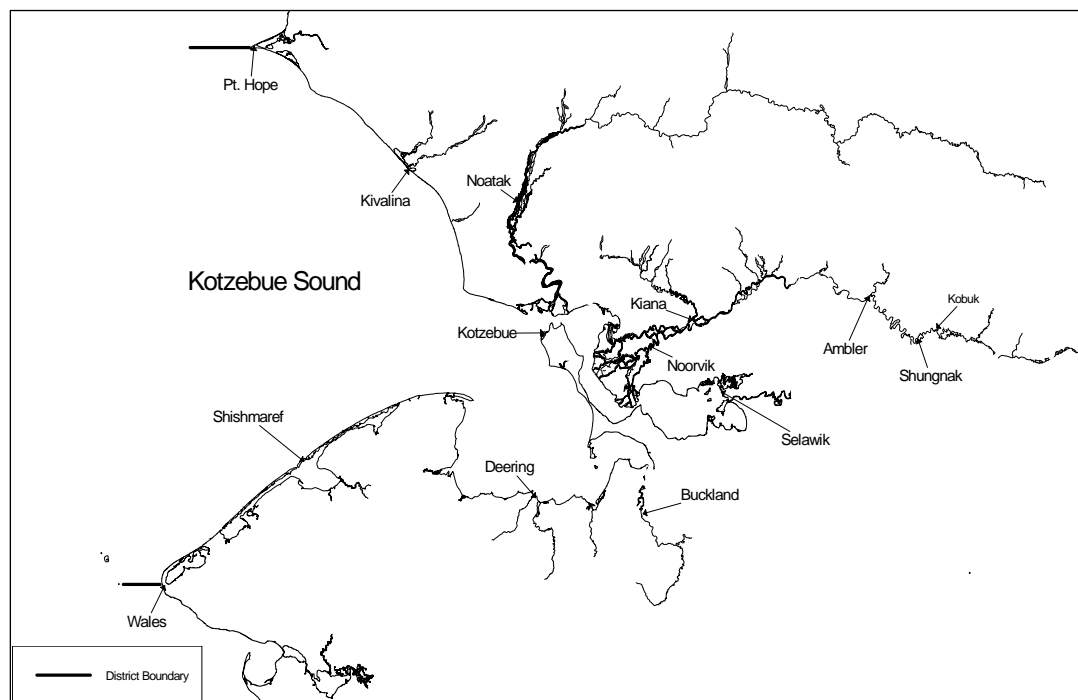 Pt. Hope
Kivalina
Noatak
Kotzebue Sound
Kiana
Kobuk
Kotzebue
Ambler
Noorvik
Shungnak
Shishmaref
Selawik
Deering
Buckland
Wales
District Boundary